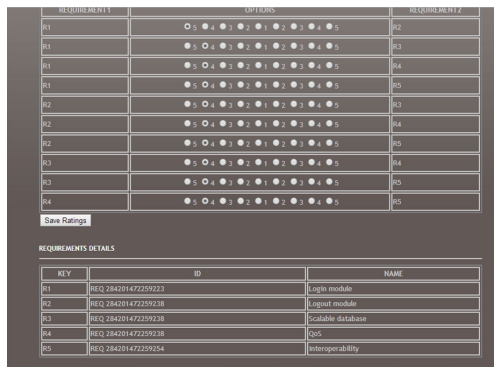 REQUIREMENT1 OPTIONS REQUIREMENT2
R1 5 4 3 2 1 2 3 4 5 R2
R1 5 4 3 2 1 2 3 4 5 R3
R1 5 4 3 2 1 2 3 4 5 R4
R1 5 4 3 2 1 2 3 4 5 R5
R2 5 4 3 2 1 2 3 4 5 R3
R2 5 4 3 2 1 2 3 4 5 R4
R2 5 4 3 2 1 2 3 4 5 R5
R3 5 4 3 2 1 2 3 4 5 R4
R3 5 4 3 2 1 2 3 4 5 R5
R4 5 4 3 2 1 2 3 4 5 R5
Save Ratings
REQUIREMENTS DETAILS
KEY ID NAME
R1 REQ 284201472259223 Login module
R2 REQ 284201472259238 Logout module
R3 REQ 284201472259238 Scalable database
R4 REQ 284201472259238 QoS
R5 REQ 284201472259254 Interoperability